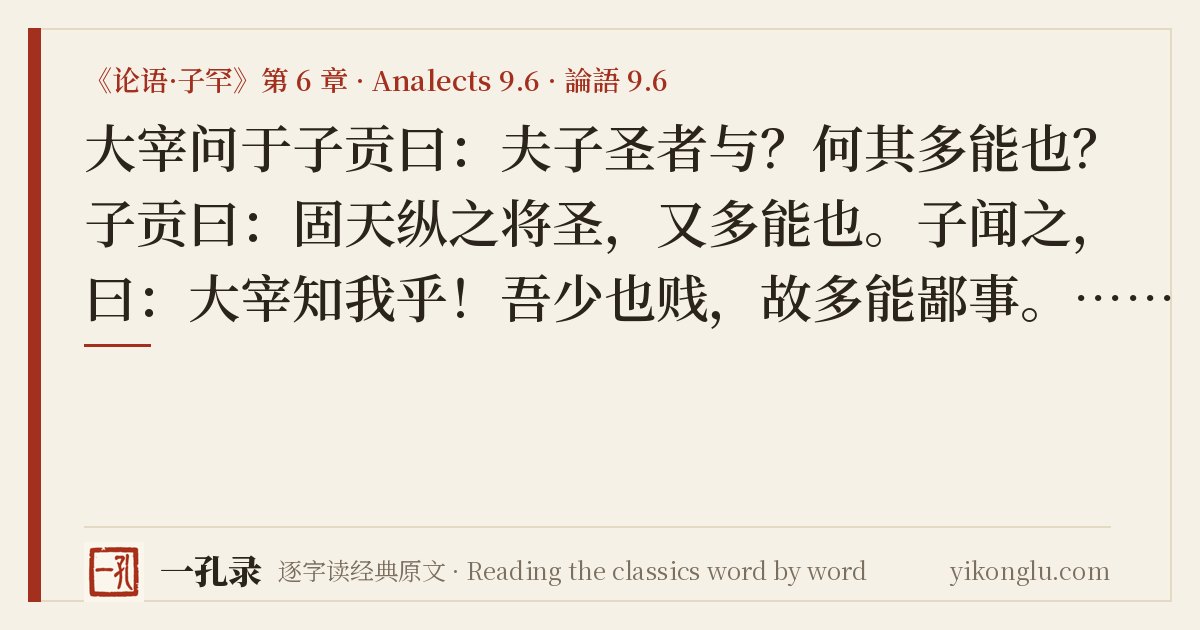 《论语·子罕》第 6 章 · Analects 9.6 · 論語 9.6
大宰问于子贡曰：夫子圣者与？何其多能也？
子贡曰：固天纵之将圣，又多能也。子闻之，
曰：大宰知我乎！吾少也贱，故多能鄙事。……
一孔
一孔录 逐字读经典原文 · Reading the classics word by word yikonglu.com